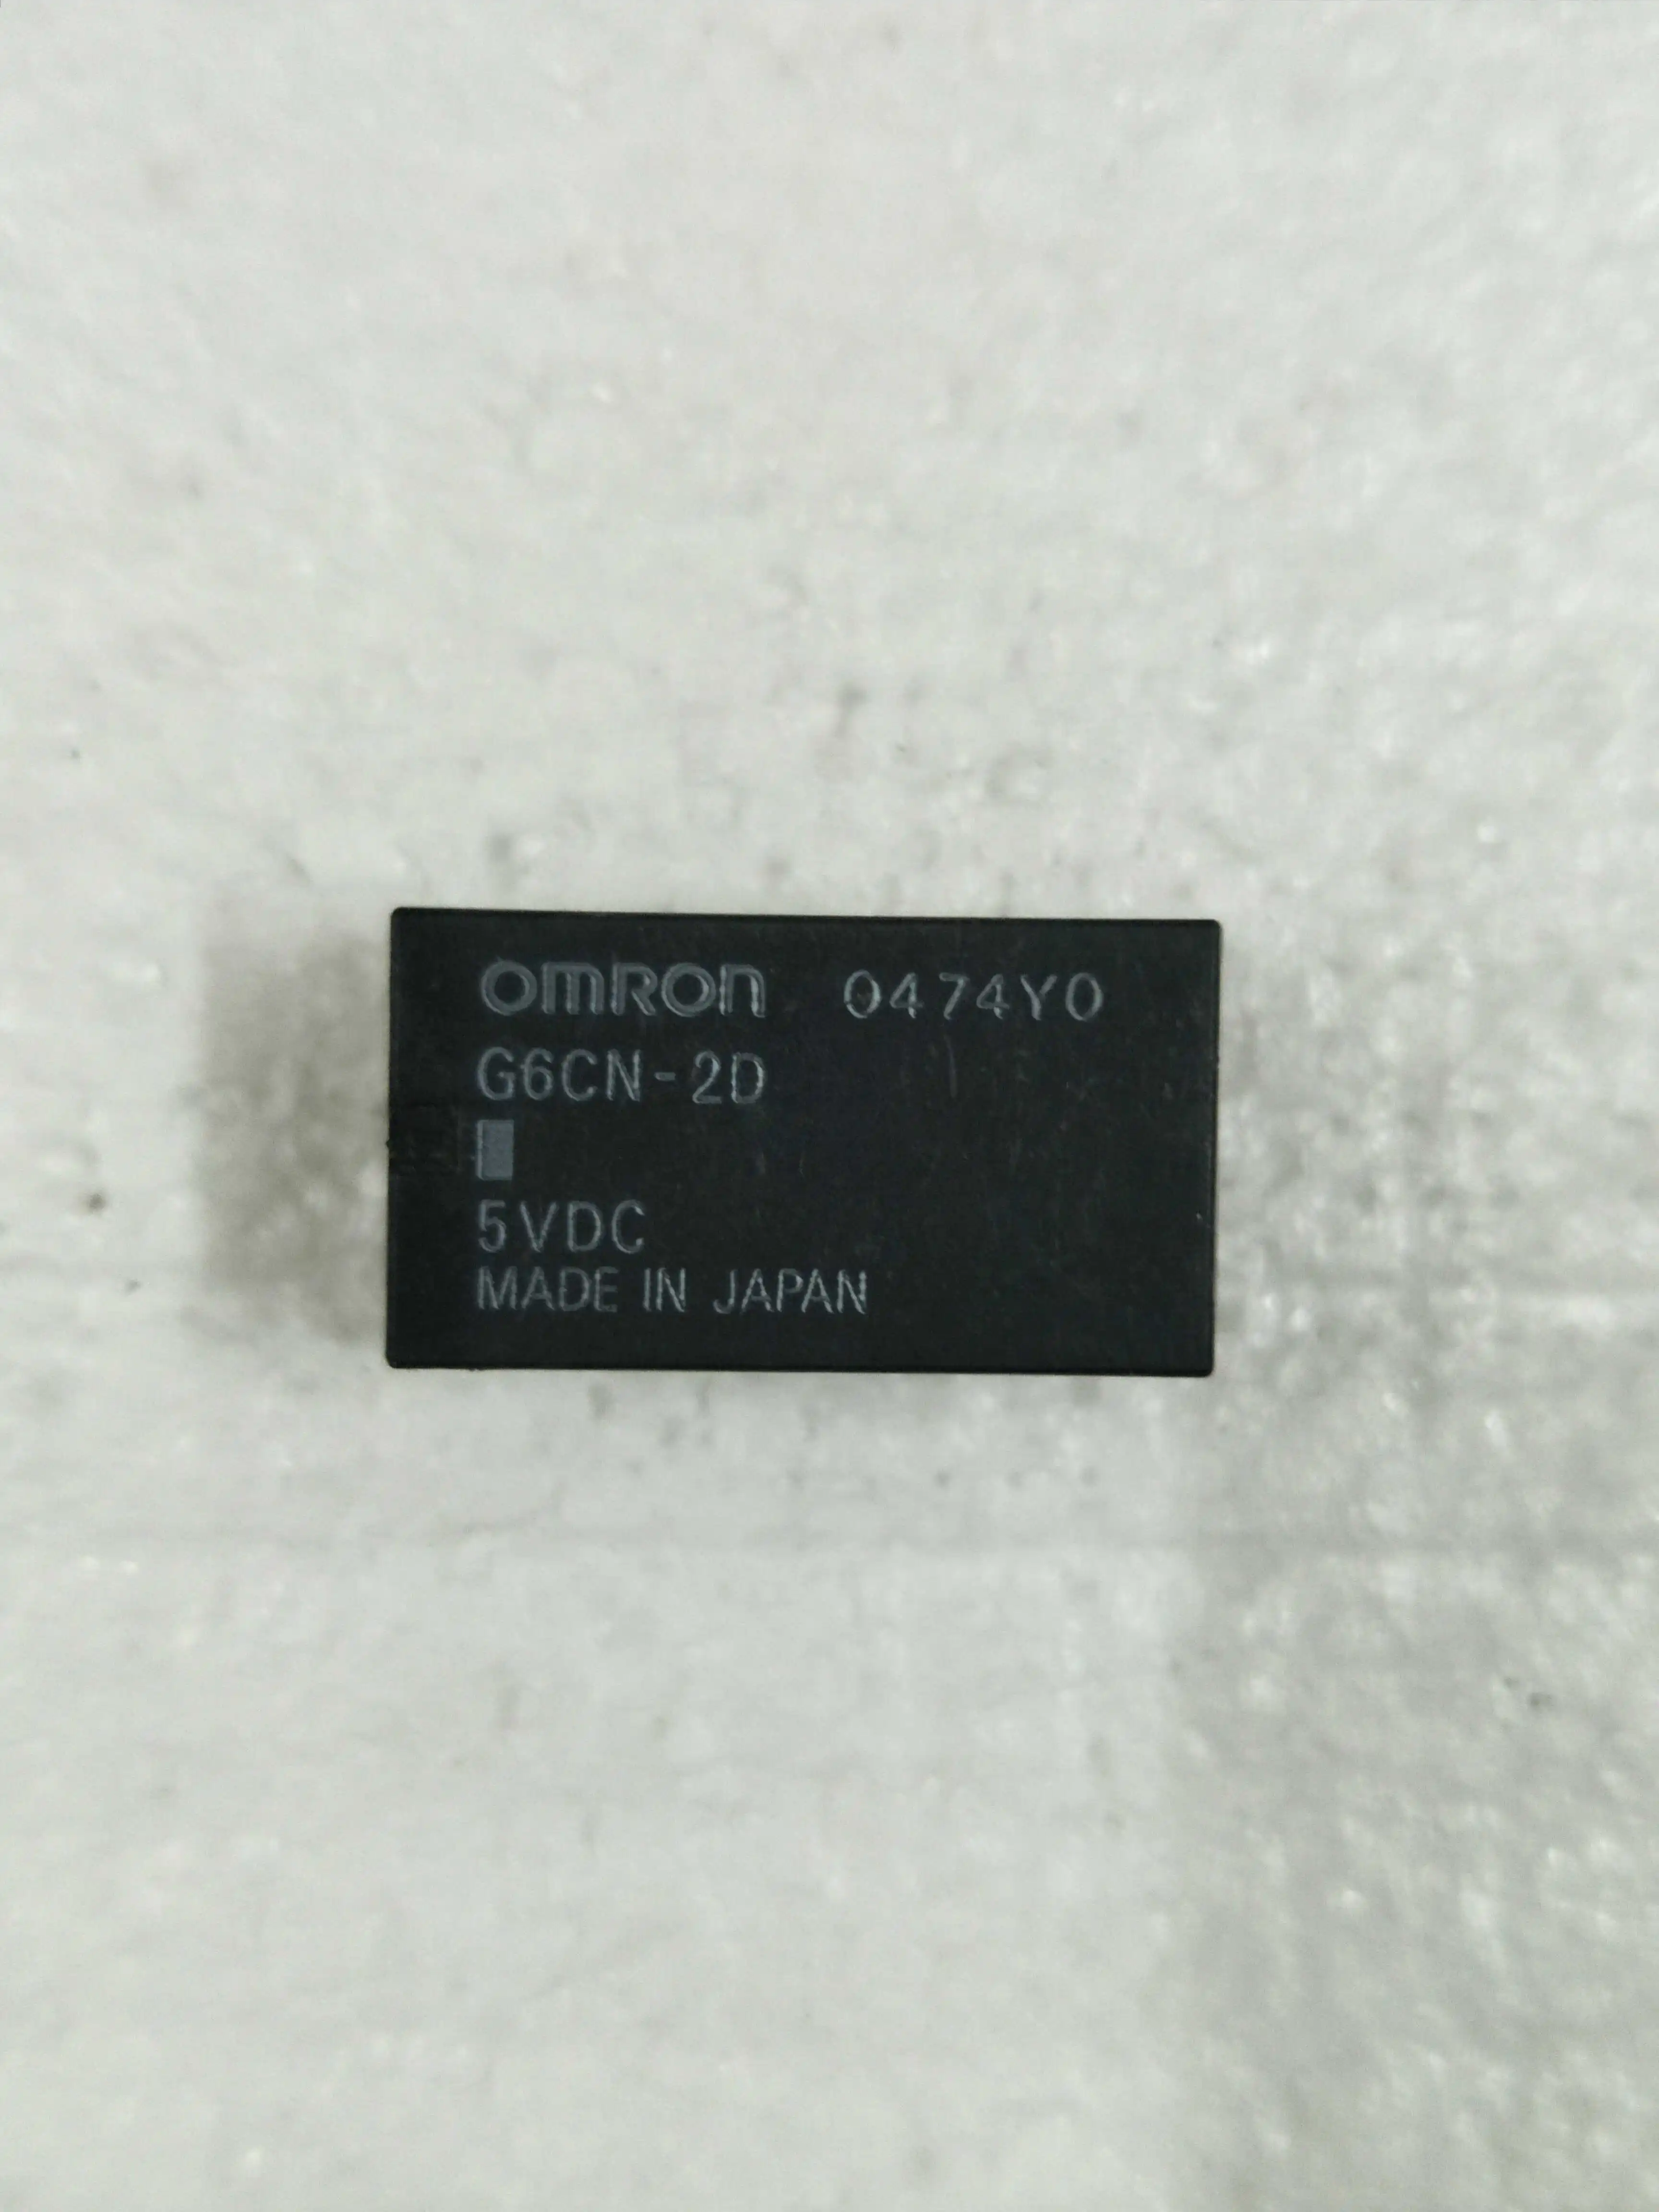 OMRON 0474Y0
G6CN-2D
5VDC
MADE IN JAPAN